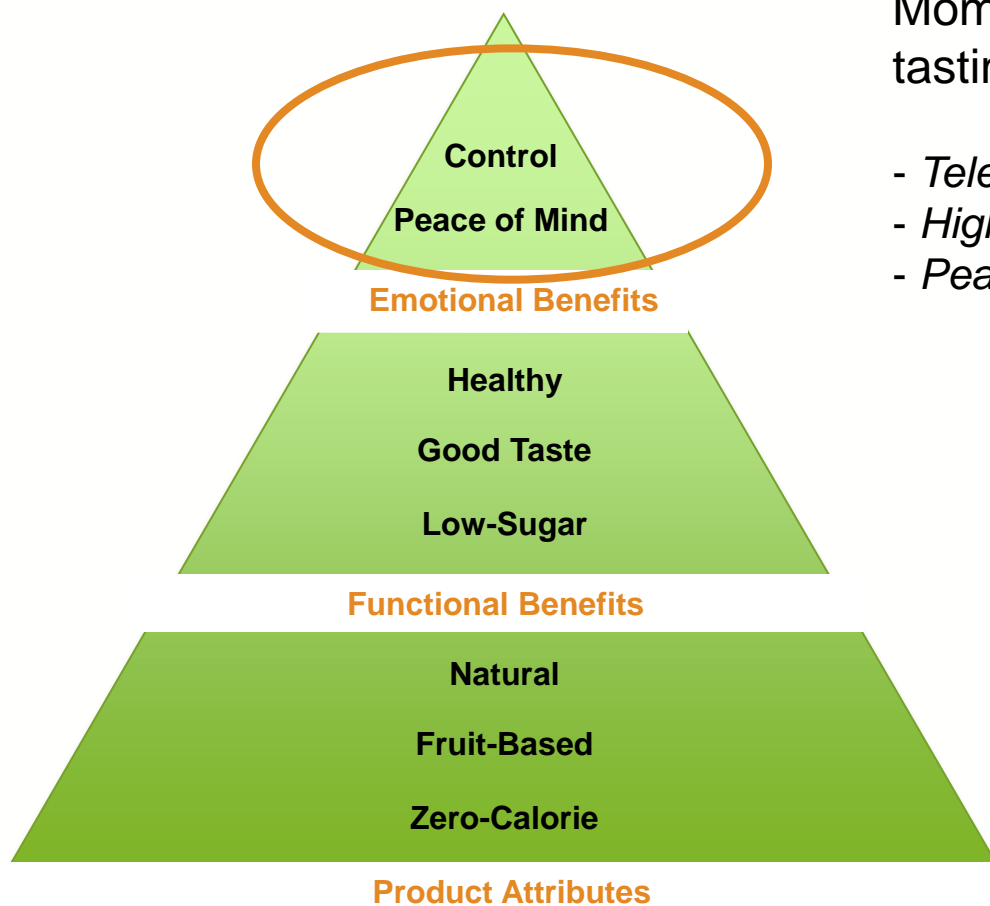 Control
Peace of Mind
Emotional Benefits
Healthy
Good Taste
Low-Sugar
Functional Benefits
Natural
Fruit-Based
Zero-Calorie
Product Attributes